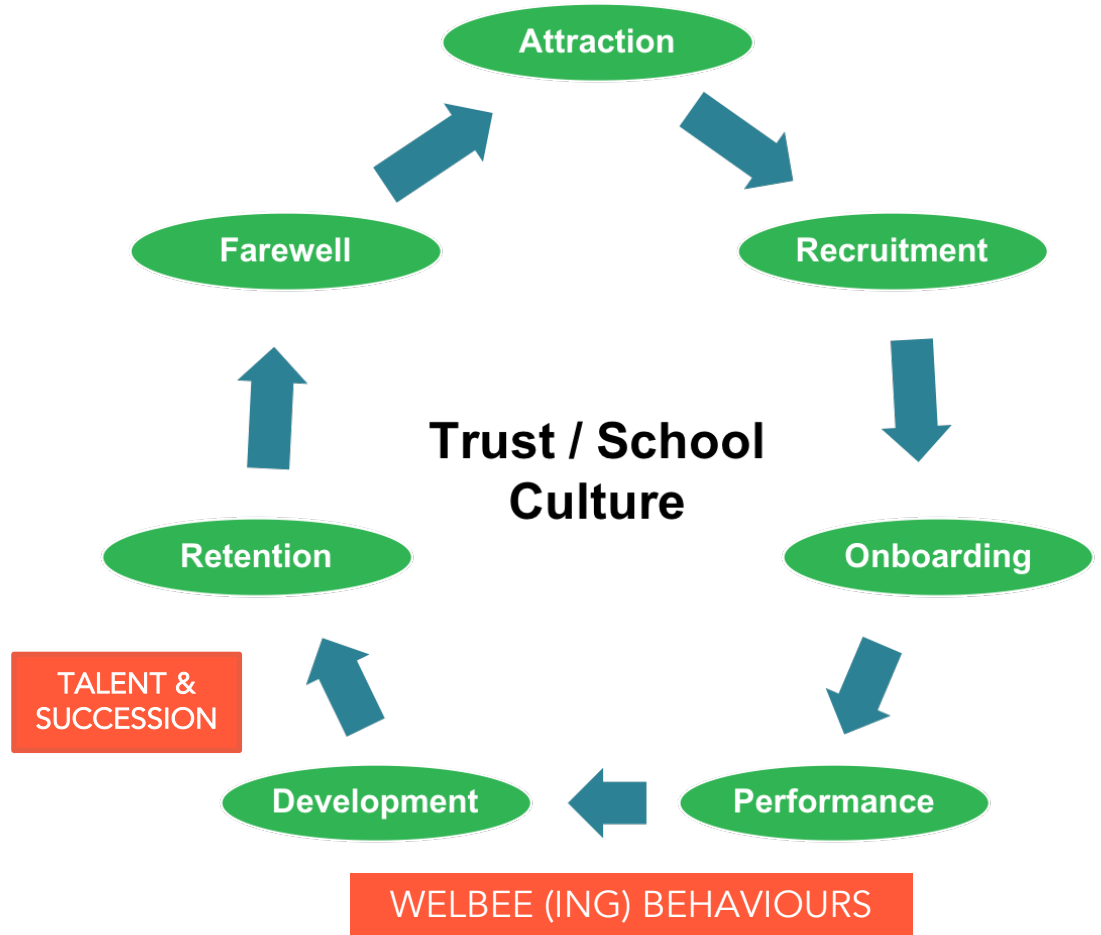 Attraction
Farewell
Recruitment
Trust / School
Culture
Retention
Onboarding
TALENT &
SUCCESSION
Development
Performance
WELBEE (ING) BEHAVIOURS